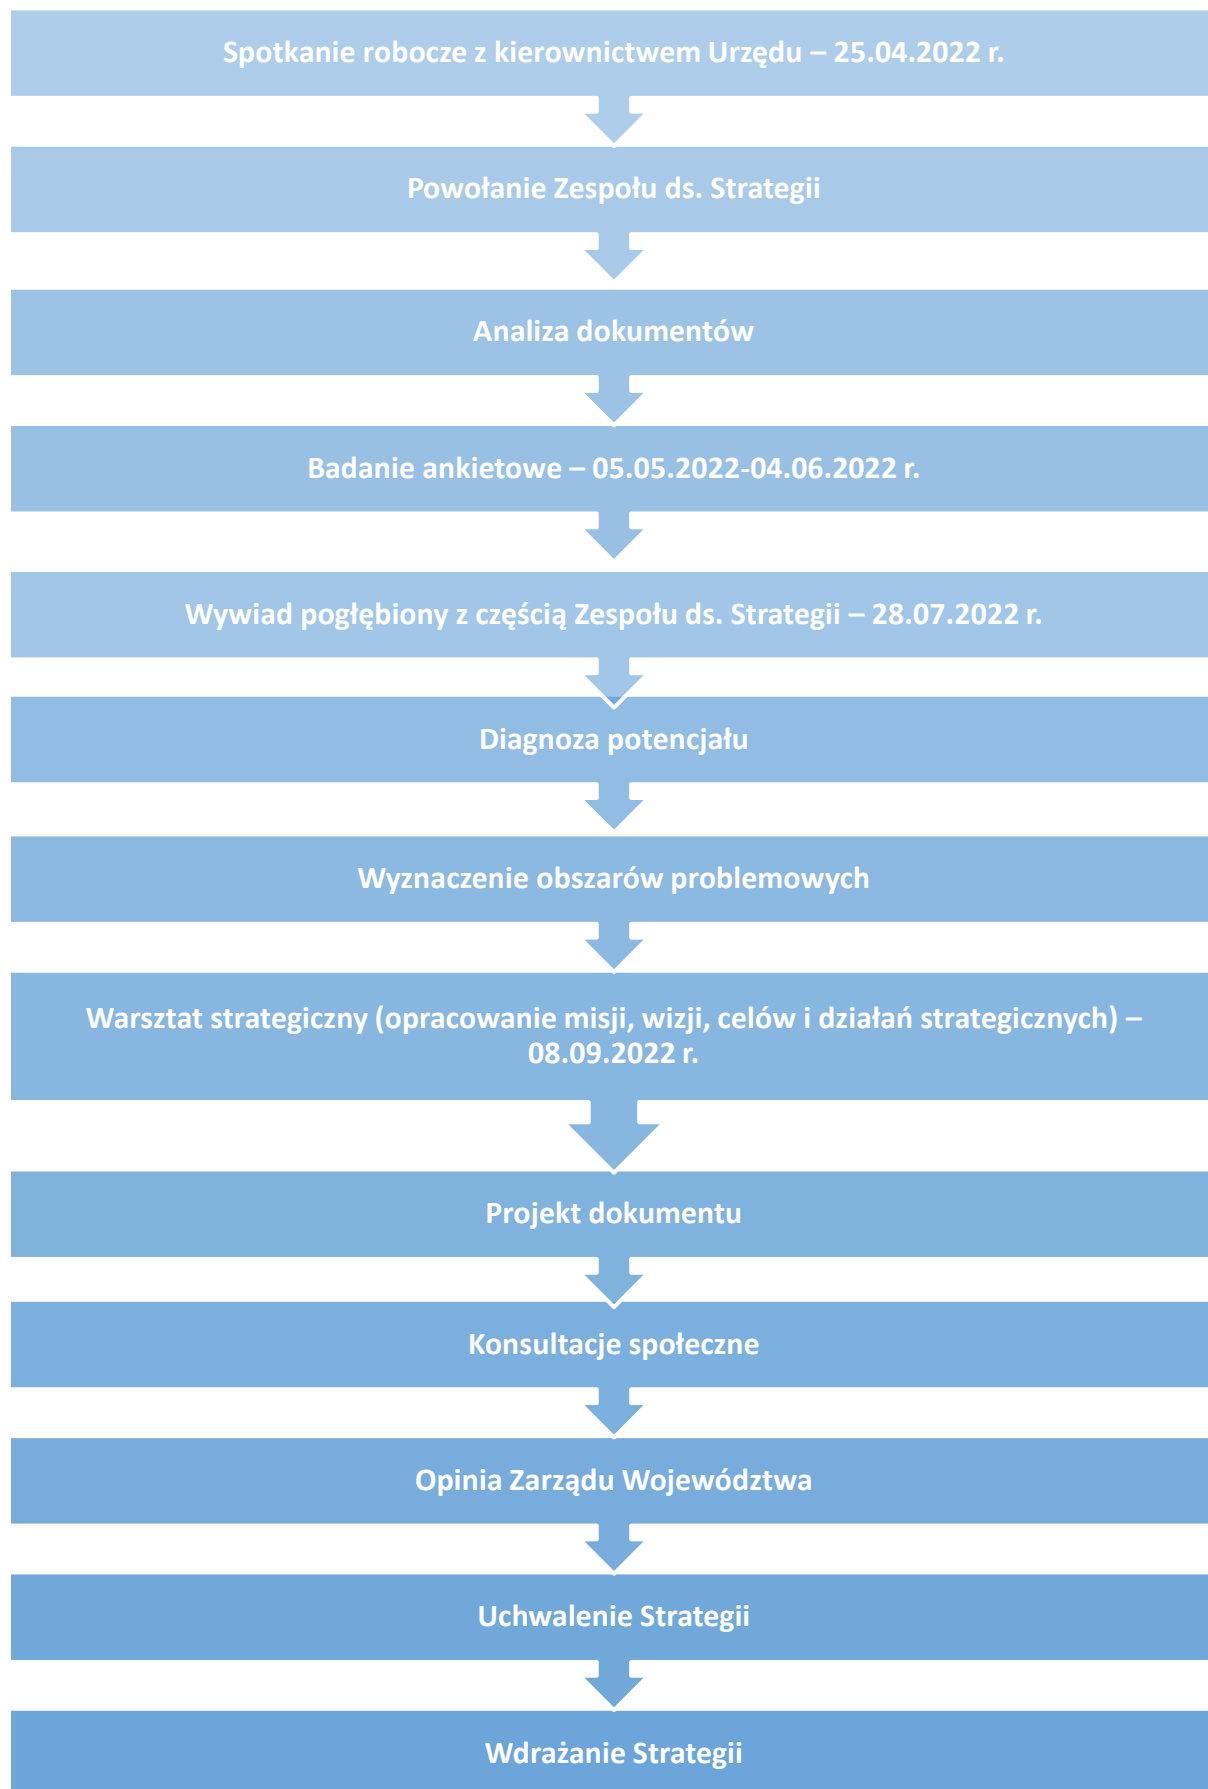 Spotkanie robocze z kierownictwem Urzędu – 25.04.2022 r.
Powołanie Zespołu ds. Strategii
Analiza dokumentów
Badanie ankietowe – 05.05.2022-04.06.2022 r.
Wywiad pogłębiony z częścią Zespołu ds. Strategii – 28.07.2022 r.
Diagnoza potencjału
Wyznaczenie obszarów problemowych
Warsztat strategiczny (opracowanie misji, wizji, celów i działań strategicznych) –
08.09.2022 r.
Projekt dokumentu
Konsultacje społeczne
Opinia Zarządu Województwa
Uchwalenie Strategii
Wdrażanie Strategii